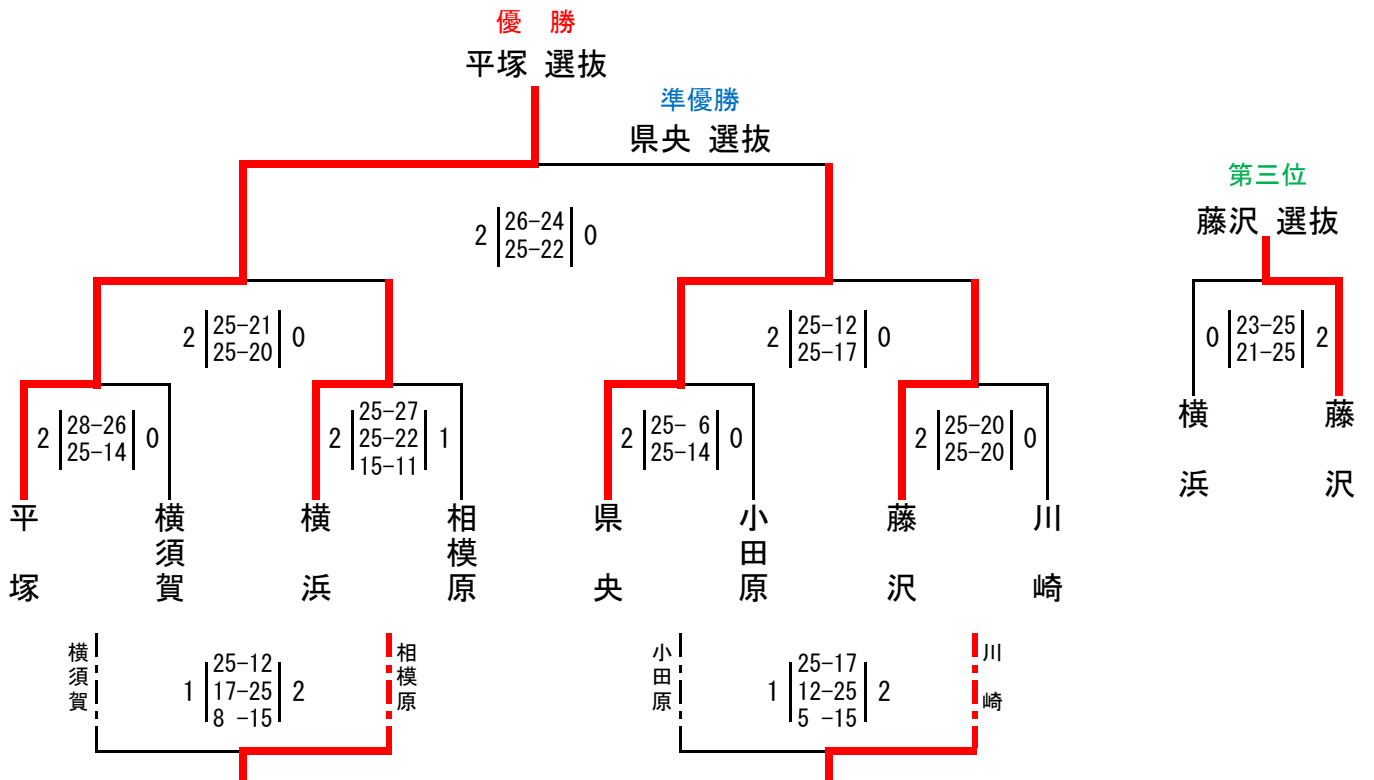 優　勝
平塚 選抜
準優勝
県央 選抜
第三位
藤沢 選抜
2 26-24 0
25-22
2 25-21 0
25-20
2 25-12 0
25-17
0 23-25 2
21-25
横浜
藤沢
2 28-26 0
25-14
2 25-27 1
25-22
15-11
2 25- 6 0
25-14
2 25-20 0
25-20
平塚
横須賀
横浜
相模原
県央
小田原
藤沢
川崎
横須賀
1 25-12 2
17-25
8 -15
相模原
小田原
1 25-17 2
12-25
5 -15
川崎